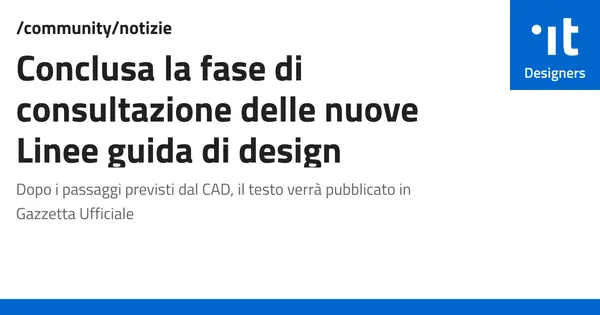 /community/notizie
Conclusa la fase di
consultazione delle nuove
Linee guida di design
Dopo i passaggi previsti dal CAD, il testo verrà pubblicato in
Gazzetta Ufficiale
·it
Designers